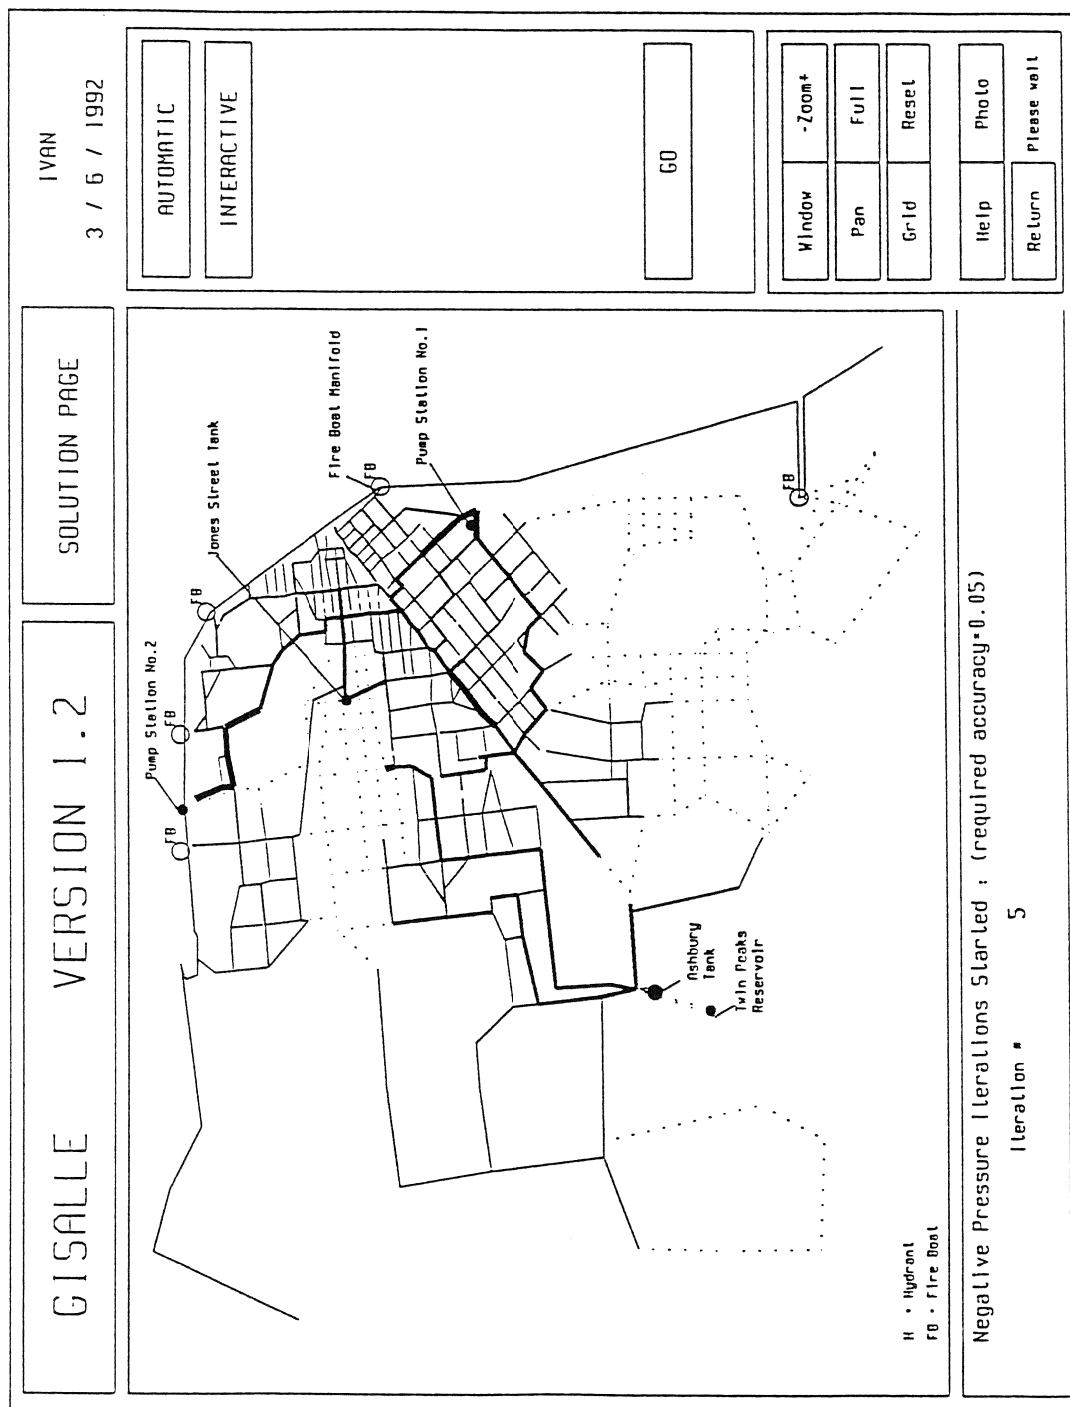 GISALLE VERSION 1.2
SOLUTION PAGE
IVAN
3 / 6 / 1992
AUTOMATIC
INTERACTIVE
GO
Window
-Zoom+
Pan
Full
Grid
Reset
Help
Photo
Return
Please wait
Pump Station No.2
FB
FB
FB
Jones Street Tank
Fire Boat Manifold
FB
Pump Station No.1
FB
Ashbury
Tank
Twin Peaks
Reservoir
H = Hydrant
FB = Fire Boat
Negative Pressure Iterations Started : (required accuracy=0.05)
Iteration # 5